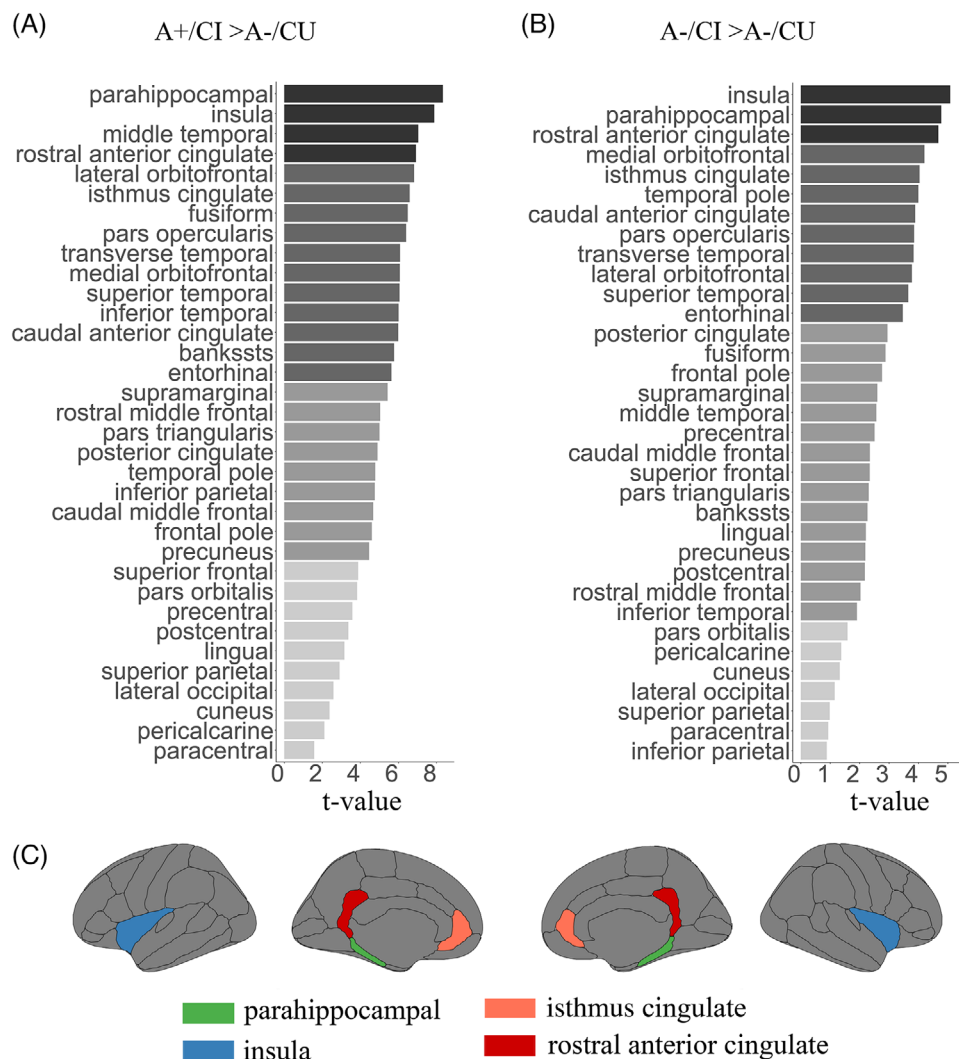 (A)
A+/CI >A-/CU
parahippocampal
insula
middle temporal
rostral anterior cingulate
lateral orbitofrontal
isthmus cingulate
fusiform
pars opercularis
transverse temporal
medial orbitofrontal
superior temporal
inferior temporal
caudal anterior cingulate
bankssts
entorhinal
supramarginal
rostral middle frontal
pars triangularis
posterior cingulate
temporal pole
inferior parietal
caudal middle frontal
frontal pole
precuneus
superior frontal
pars orbitalis
precentral
postcentral
lingual
superior parietal
lateral occipital
cuneus
pericalcarine
paracentral
0 2 4 6 8
t-value
(B)
A-/CI >A-/CU
insula
parahippocampal
rostral anterior cingulate
medial orbitofrontal
isthmus cingulate
temporal pole
caudal anterior cingulate
pars opercularis
transverse temporal
lateral orbitofrontal
superior temporal
entorhinal
posterior cingulate
fusiform
frontal pole
supramarginal
middle temporal
precentral
caudal middle frontal
superior frontal
pars triangularis
bankssts
lingual
precuneus
postcentral
rostral middle frontal
inferior temporal
pars orbitalis
pericalcarine
cuneus
lateral occipital
superior parietal
paracentral
inferior parietal
0 1 2 3 4 5
t-value
(C)
parahippocampal
insula
isthmus cingulate
rostral anterior cingulate